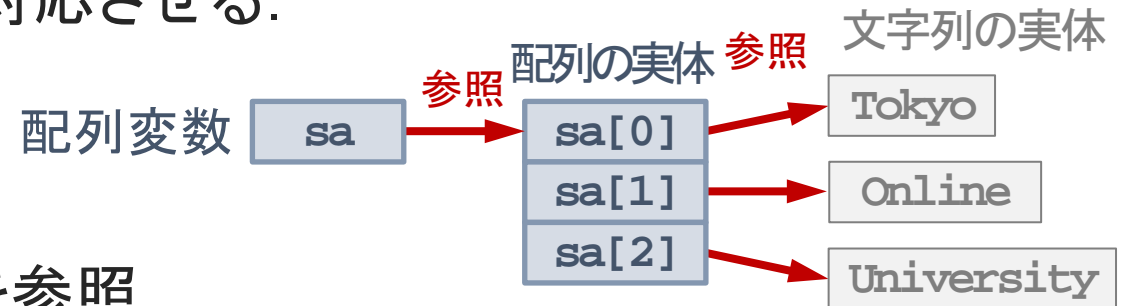 対応させる.
文字列の実体
配列の実体
参照
参照
配列変数
sa
sa[0]
Tokyo
sa[1]
Online
sa[2]
University
参照